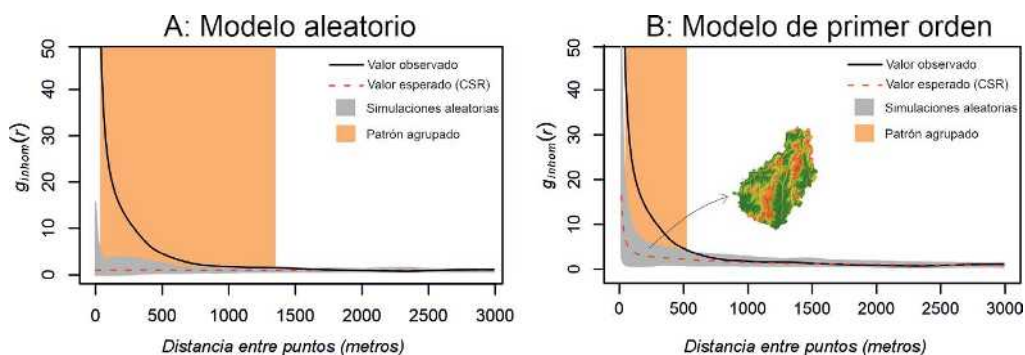 A: Modelo aleatorio
50
40
30
20
10
0
g inhom(r)
Valor observado
Valor esperado (CSR)
Simulaciones aleatorias
Patrón agrupado
0 500 1000 1500 2000 2500 3000
Distancia entre puntos (metros)
B: Modelo de primer orden
50
40
30
20
10
0
g inhom(r)
Valor observado
Valor esperado (CSR)
Simulaciones aleatorias
Patrón agrupado
0 500 1000 1500 2000 2500 3000
Distancia entre puntos (metros)